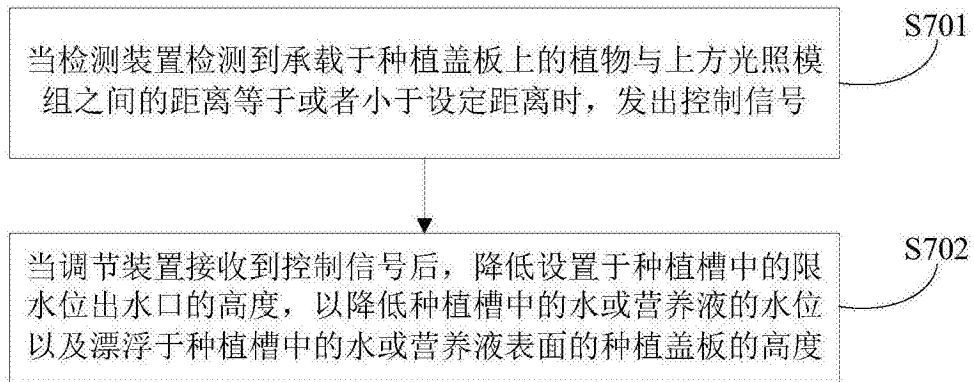 S701
当检测装置检测到承载于种植盖板上的植物与上方光照模
组之间的距离等于或者小于设定距离时，发出控制信号
S702
当调节装置接收到控制信号后，降低设置于种植槽中的限
水位出水口的高度，以降低种植槽中的水或营养液的水位
以及漂浮于种植槽中的水或营养液表面的种植盖板的高度